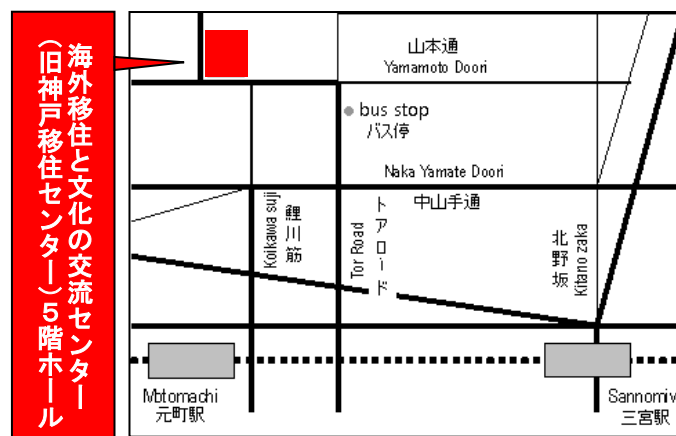 海外移住と文化の交流センター
（旧神戸移住センター）５階ホール
山本通
Yamamoto Doori
bus stop
バス停
Naka Yamate Doori
中山手通
Koikawa suji
鯉川筋
Tor Road
トアロード
北野坂
Kitano zaka
Motomachi
元町駅
Sannomiy
三宮駅